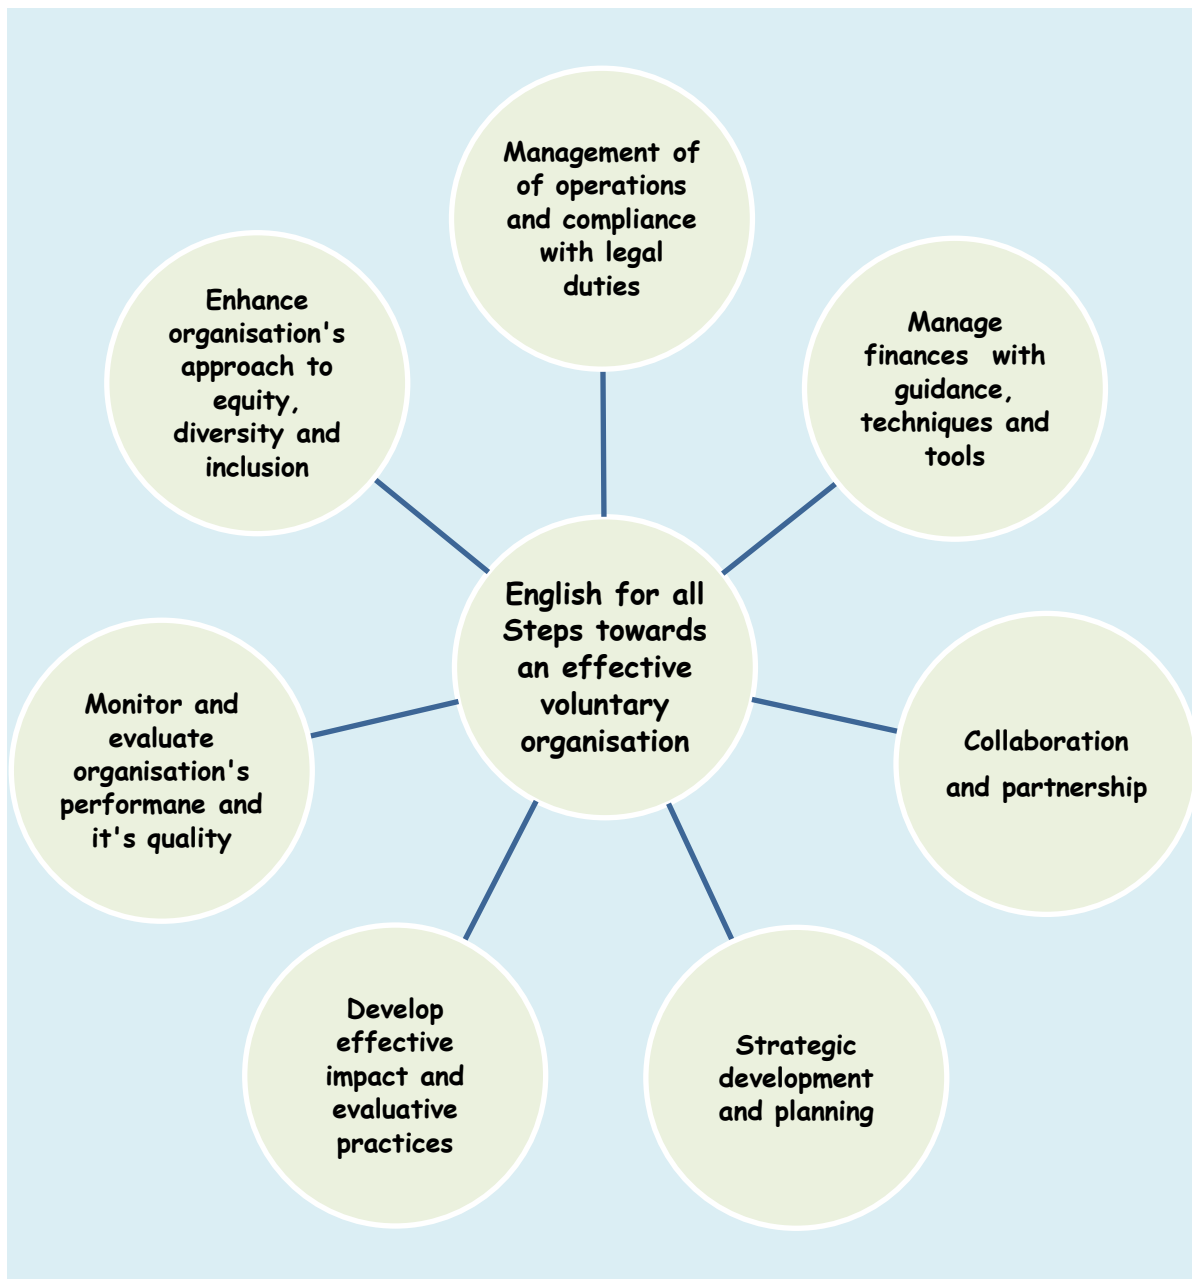 Management of
of operations
and compliance
with legal
duties
Enhance
organisation's
approach to
equity,
diversity and
inclusion
Manage
finances with
guidance,
techniques and
tools
English for all
Steps towards
an effective
voluntary
organisation
Monitor and
evaluate
organisation's
performane and
it's quality
Collaboration
and partnership
Develop
effective
impact and
evaluative
practices
Strategic
development
and planning